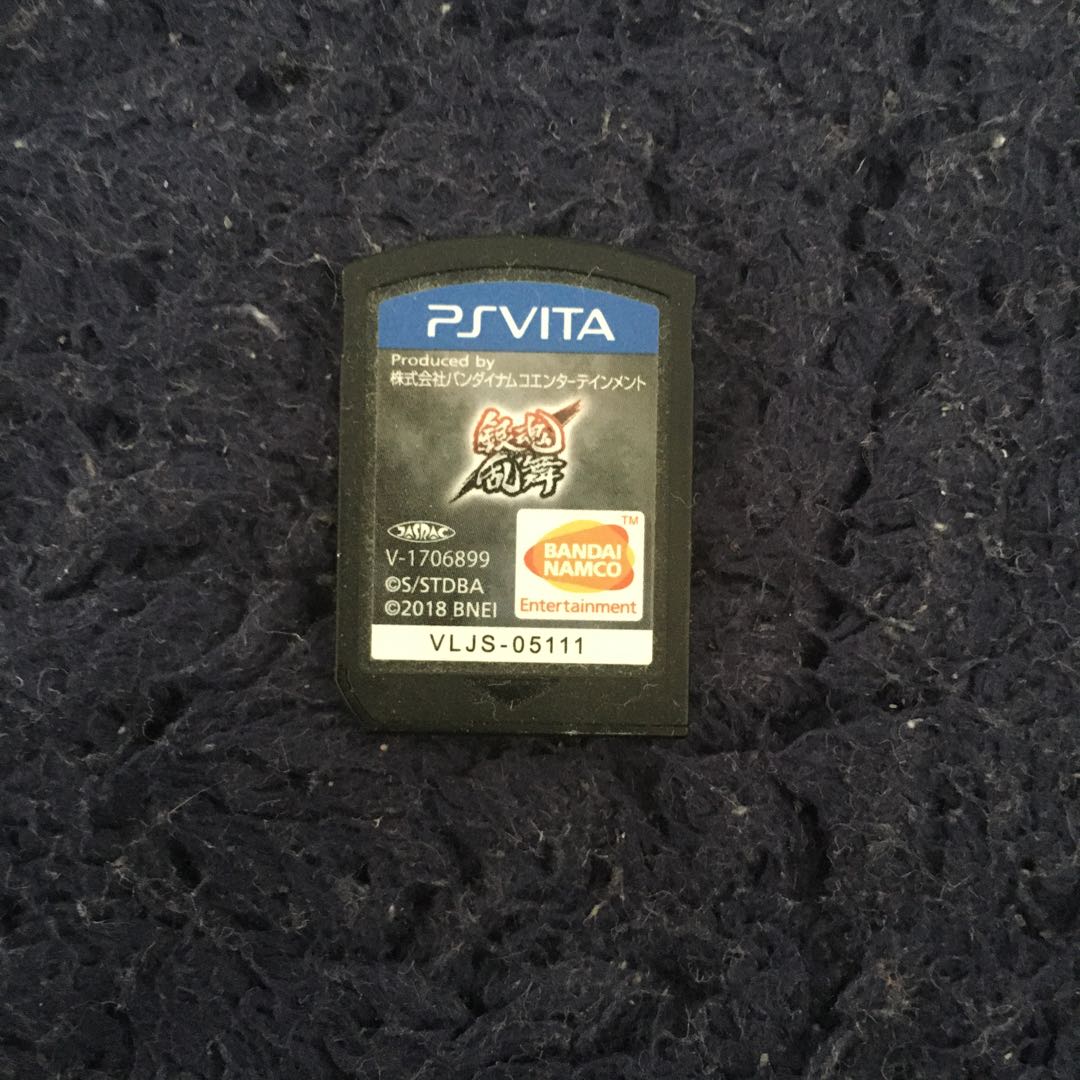 PSVITA
Produced by
株式会社バンダイナムコエンターテインメント
銀魂
乱舞
JASRAC
V-1706899
©S/STDBA
©2018 BNEI
TM
BANDAI
NAMCO
Entertainment
VLJS-05111